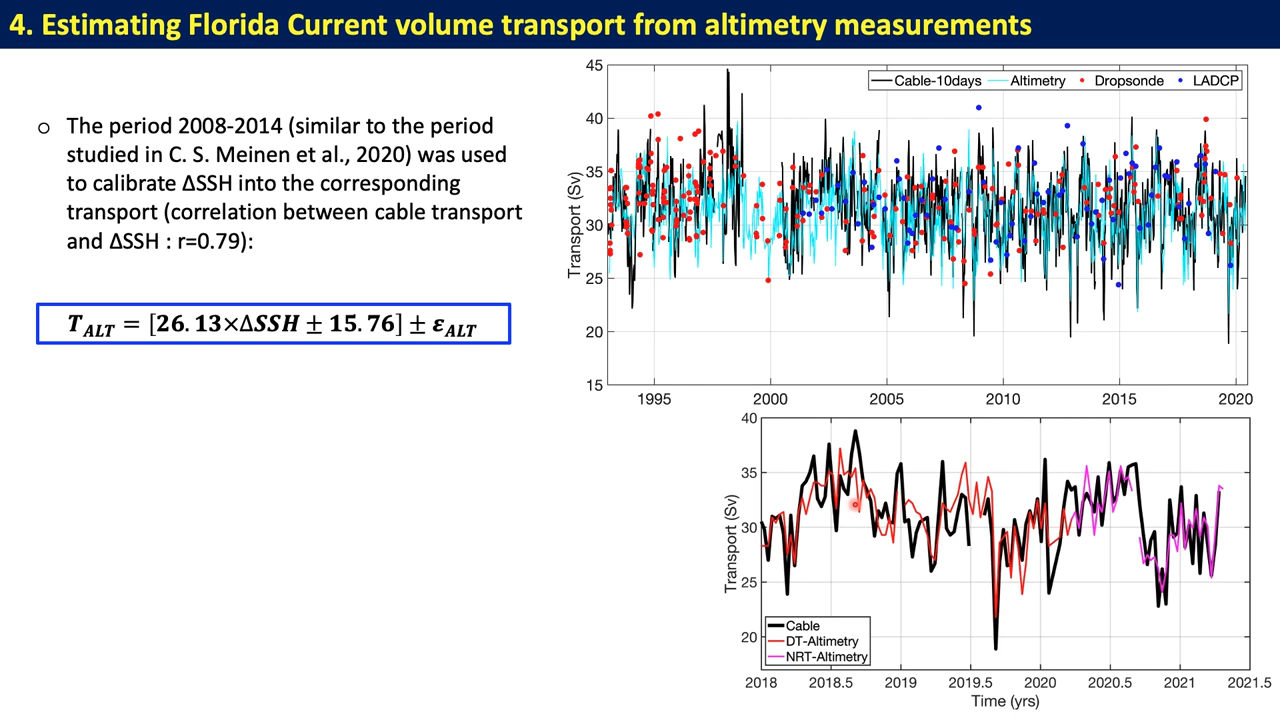 4. Estimating Florida Current volume transport from altimetry measurements
○ The period 2008-2014 (similar to the period
studied in C. S. Meinen et al., 2020) was used
to calibrate ΔSSH into the corresponding
transport (correlation between cable transport
and ΔSSH : r=0.79):
T_ALT = [26.13×ΔSSH ± 15.76] ± ε_ALT
Cable-10days Altimetry Dropsonde LADCP
Transport (Sv)
45
40
35
30
25
20
15
1995 2000 2005 2010 2015 2020
Transport (Sv)
40
35
30
25
20
Cable
DT-Altimetry
NRT-Altimetry
2018 2018.5 2019 2019.5 2020 2020.5 2021 2021.5
Time (yrs)